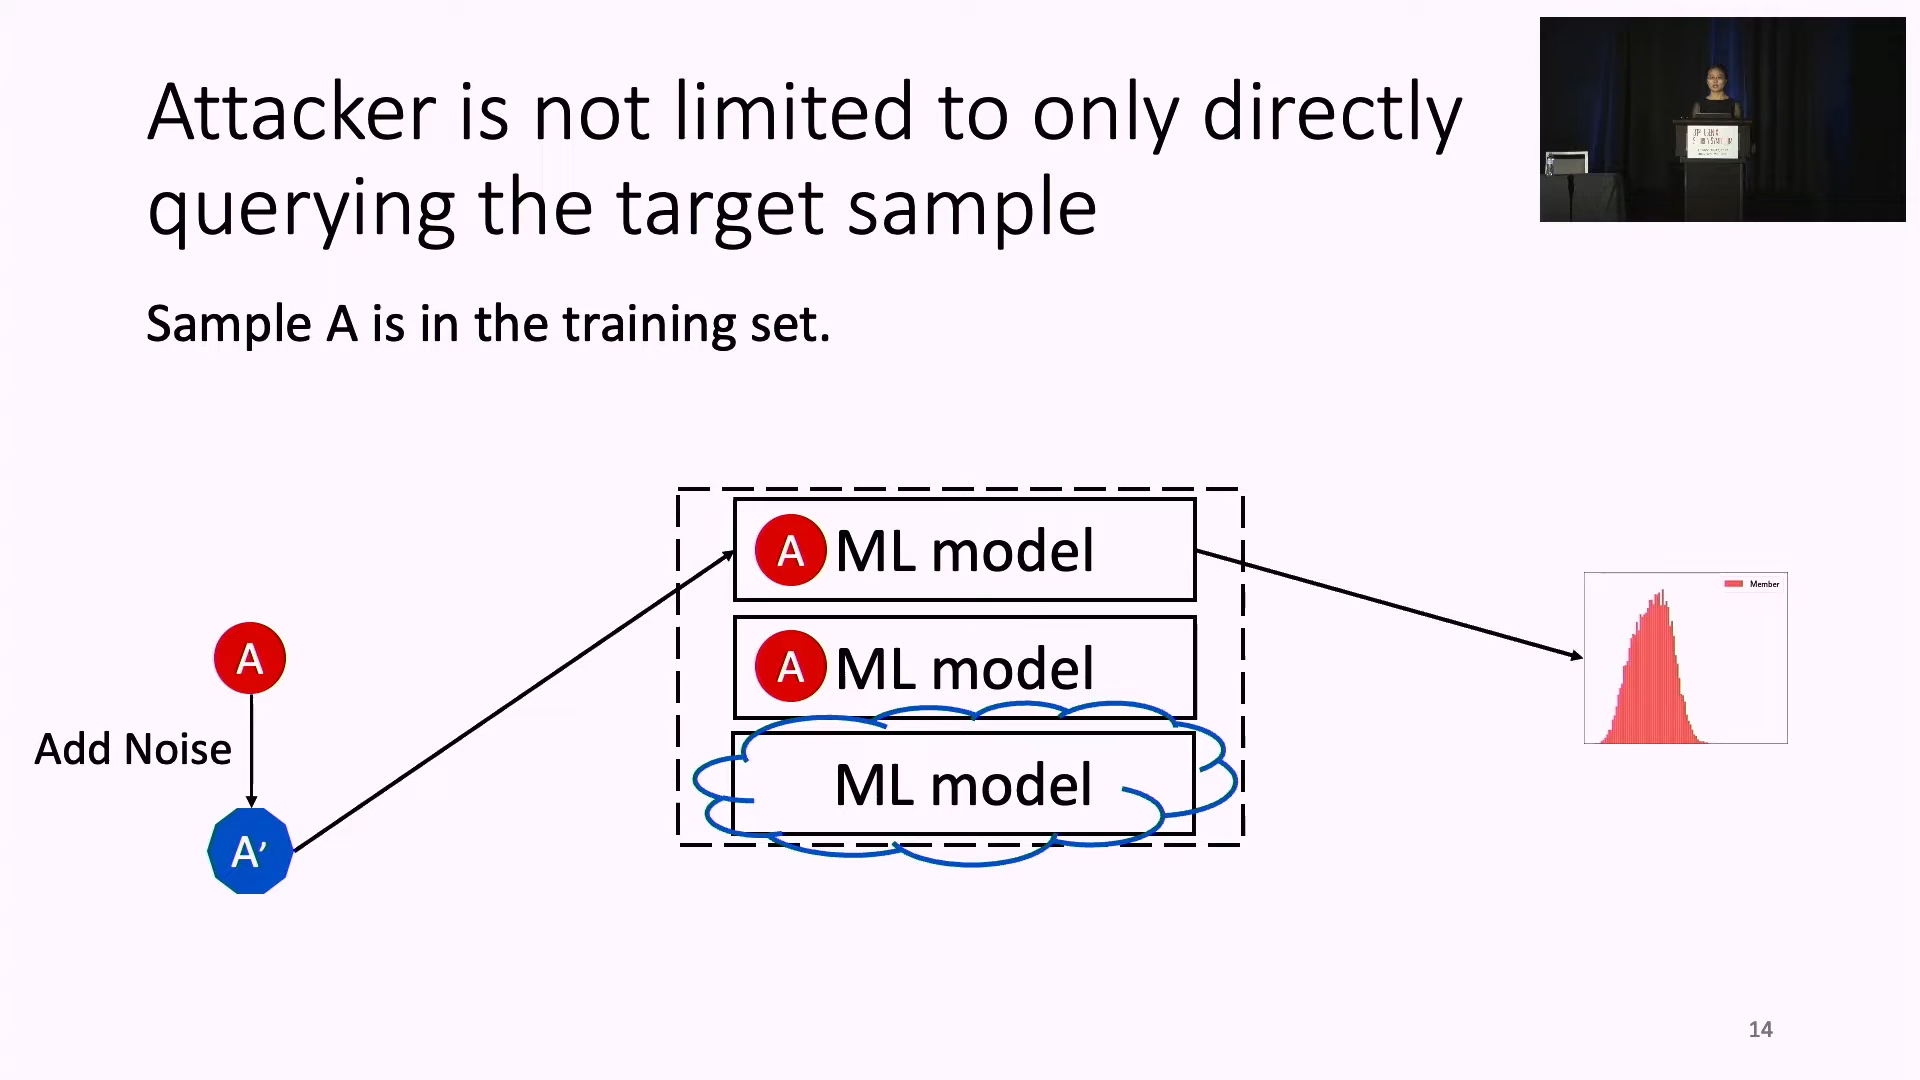 Attacker is not limited to only directly
querying the target sample
Sample A is in the training set.
A ML model
A ML model
ML model
A
Add Noise
A’
Member
14